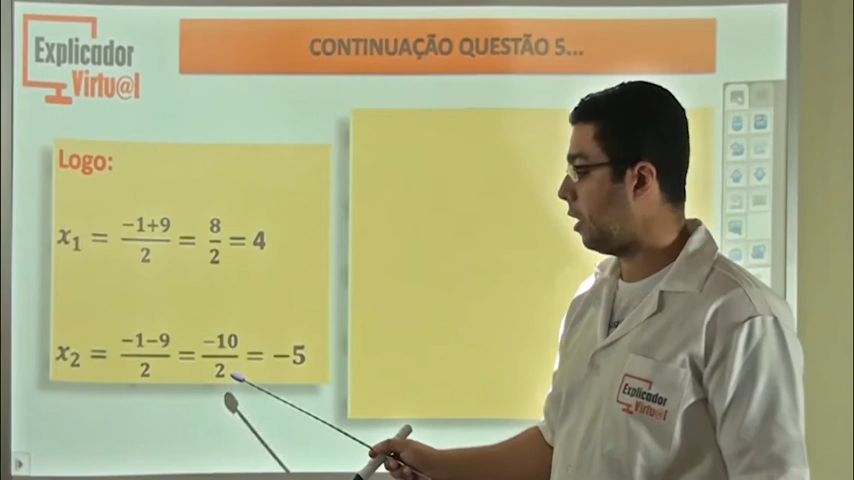 Explicador
Virtu@l
CONTINUAÇÃO QUESTÃO 5...
Logo:
x₁ = (−1+9)/2 = 8/2 = 4
x₂ = (−1−9)/2 = (−10)/2 = −5
Explicador
Virtu@l